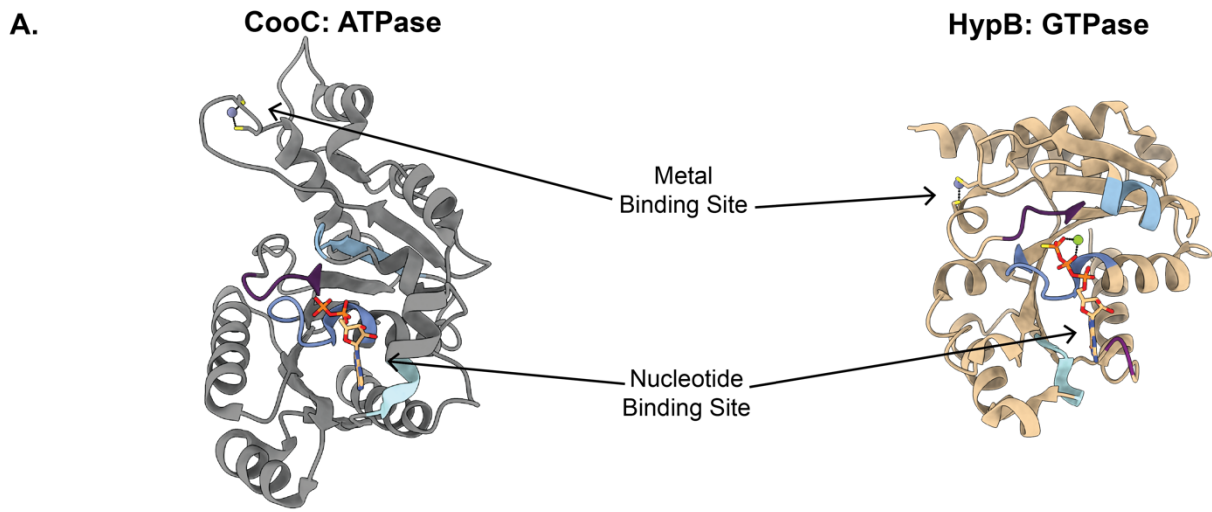 A.
CooC: ATPase
HypB: GTPase
Metal
Binding Site
Nucleotide
Binding Site